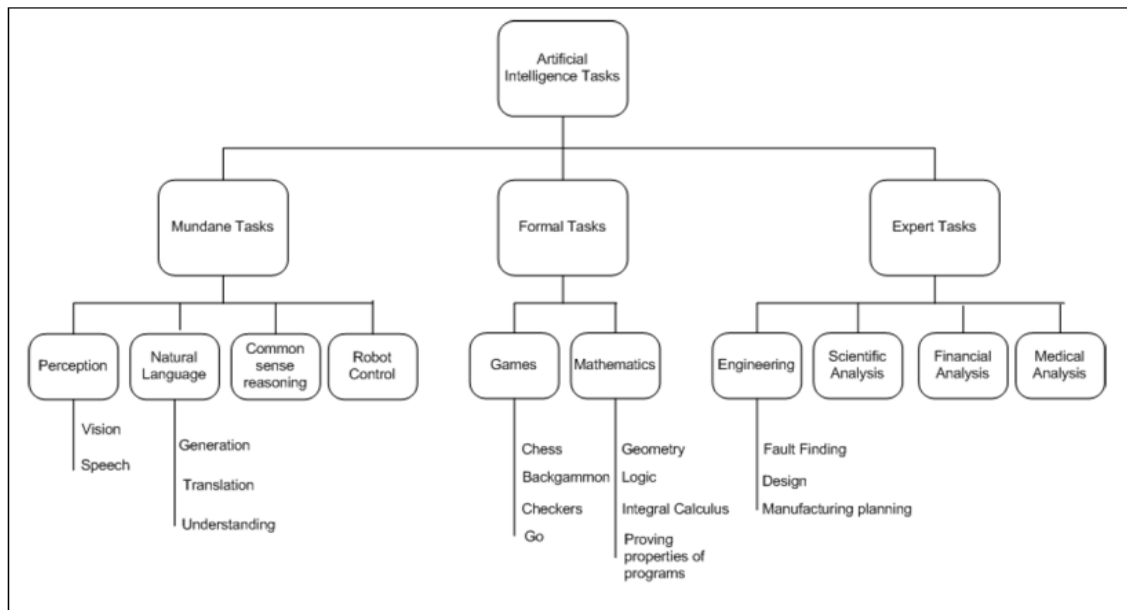 Artificial
Intelligence Tasks
Mundane Tasks
Formal Tasks
Expert Tasks
Perception
Natural
Language
Common
sense
reasoning
Robot
Control
Games
Mathematics
Engineering
Scientific
Analysis
Financial
Analysis
Medical
Analysis
Vision
Speech
Generation
Translation
Understanding
Chess
Backgammon
Checkers
Go
Geometry
Logic
Integral Calculus
Proving
properties of
programs
Fault Finding
Design
Manufacturing planning